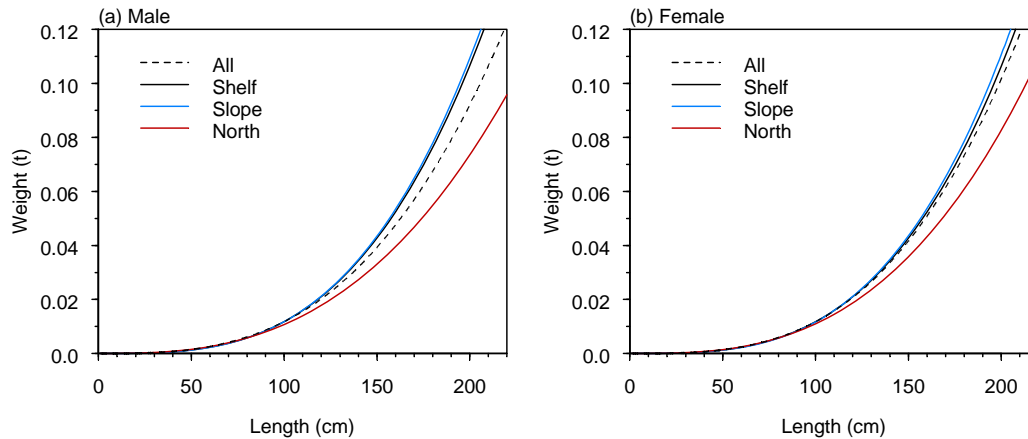 (a) Male
0.12
0.10
0.08
0.06
0.04
0.02
0.0
Weight (t)
All
Shelf
Slope
North
0 50 100 150 200
Length (cm)
(b) Female
0.12
0.10
0.08
0.06
0.04
0.02
0.0
Weight (t)
All
Shelf
Slope
North
0 50 100 150 200
Length (cm)